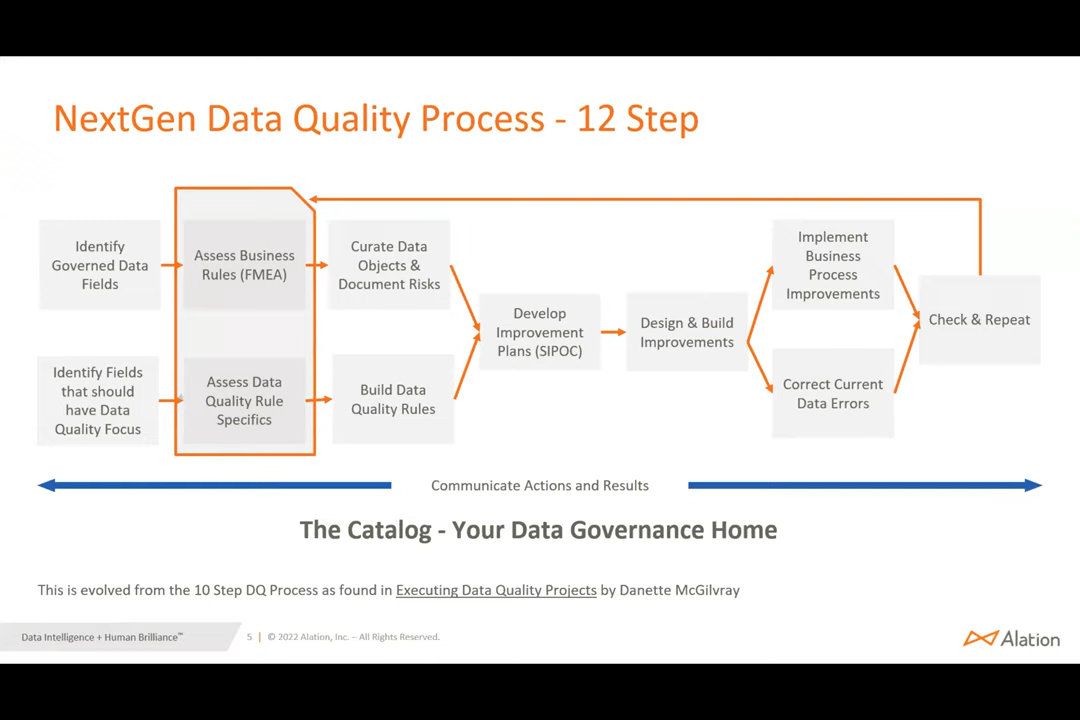 NextGen Data Quality Process - 12 Step
Identify
Governed Data
Fields
Assess Business
Rules (FMEA)
Curate Data
Objects &
Document Risks
Identify Fields
that should
have Data
Quality Focus
Assess Data
Quality Rule
Specifics
Build Data
Quality Rules
Develop
Improvement
Plans (SIPOC)
Design & Build
Improvements
Implement
Business
Process
Improvements
Correct Current
Data Errors
Check & Repeat
Communicate Actions and Results
The Catalog - Your Data Governance Home
This is evolved from the 10 Step DQ Process as found in Executing Data Quality Projects by Danette McGilvray
Data Intelligence + Human Brilliance™
5 | © 2022 Alation, Inc. – All Rights Reserved.
Alation